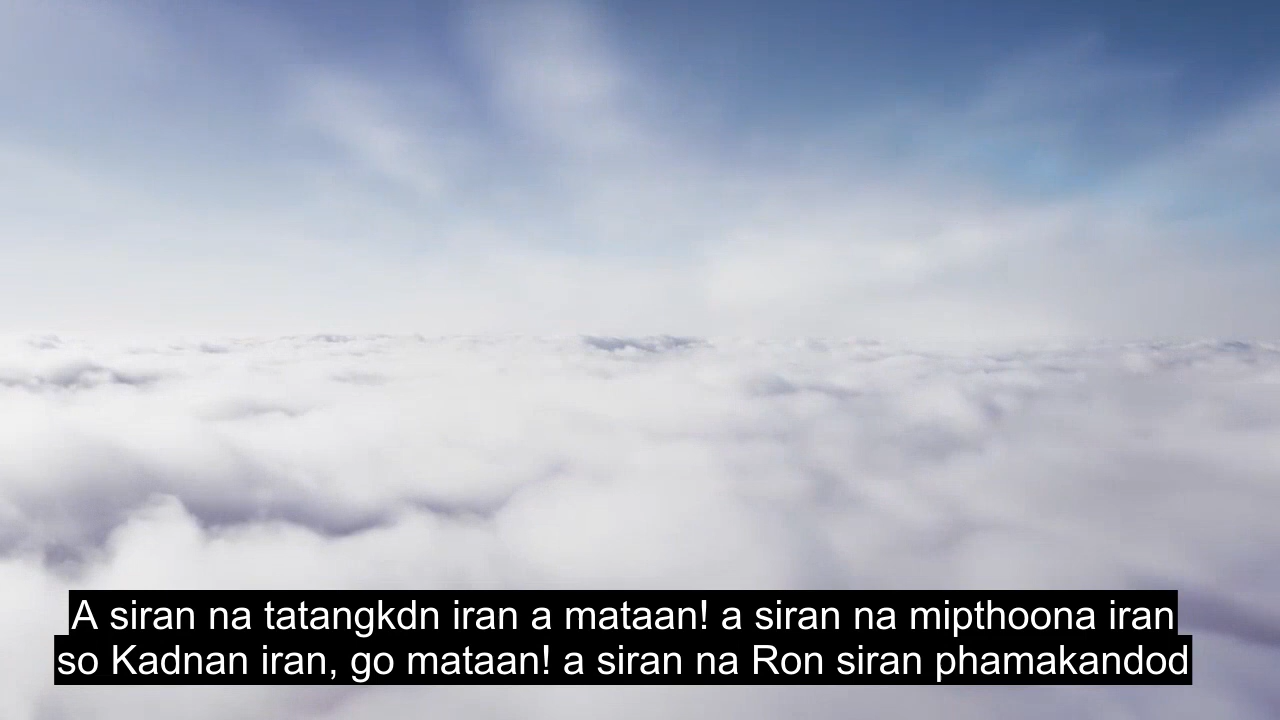 A siran na tatangkdn iran a mataan! a siran na mipthoona iran
so Kadnan iran, go mataan! a siran na Ron siran phamakandod